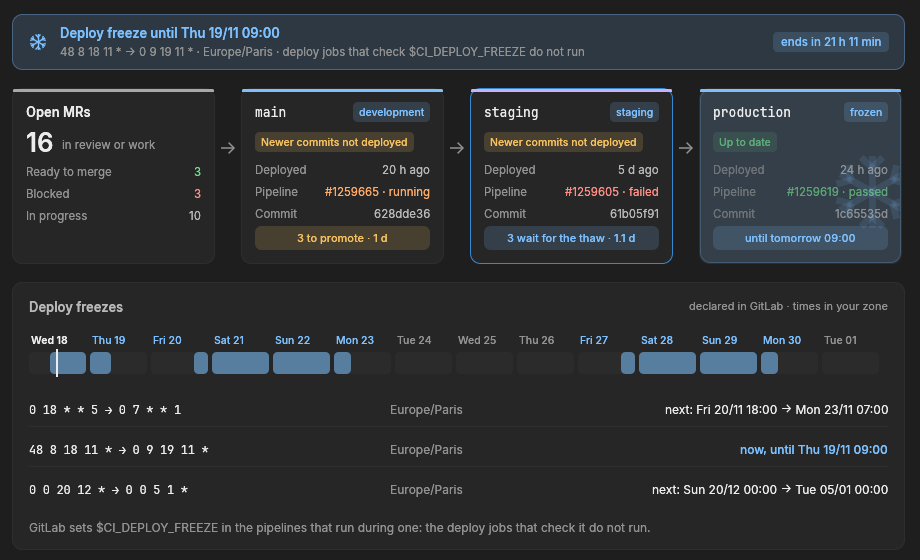 Deploy freeze until Thu 19/11 09:00
48 8 18 11 * → 0 9 19 11 * · Europe/Paris · deploy jobs that check $CI_DEPLOY_FREEZE do not run
ends in 21 h 11 min
Open MRs
16 in review or work
Ready to merge 3
Blocked 3
In progress 10
main development
Newer commits not deployed
Deployed 20 h ago
Pipeline #1259665 · running
Commit 628dde36
3 to promote · 1 d
staging staging
Newer commits not deployed
Deployed 5 d ago
Pipeline #1259605 · failed
Commit 61b05f91
3 wait for the thaw · 1.1 d
production frozen
Up to date
Deployed 24 h ago
Pipeline #1259619 · passed
Commit 1c65535d
until tomorrow 09:00
Deploy freezes
declared in GitLab · times in your zone
Wed 18 Thu 19 Fri 20 Sat 21 Sun 22 Mon 23 Tue 24 Wed 25 Thu 26 Fri 27 Sat 28 Sun 29 Mon 30 Tue 01
0 18 * * 5 → 0 7 * * 1 Europe/Paris next: Fri 20/11 18:00 → Mon 23/11 07:00
48 8 18 11 * → 0 9 19 11 * Europe/Paris now, until Thu 19/11 09:00
0 0 20 12 * → 0 0 5 1 * Europe/Paris next: Sun 20/12 00:00 → Tue 05/01 00:00
GitLab sets $CI_DEPLOY_FREEZE in the pipelines that run during one: the deploy jobs that check it do not run.